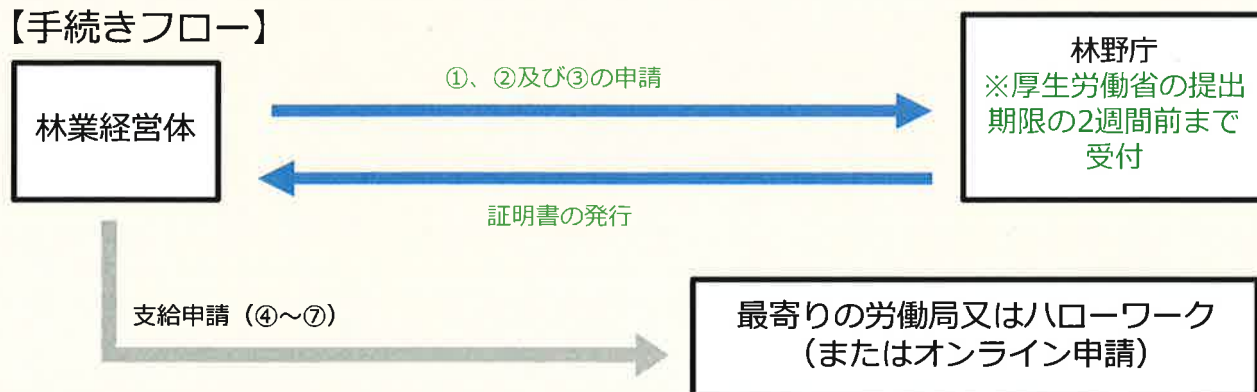 【手続きフロー】
林業経営体
①、②及び③の申請
証明書の発行
林野庁
※厚生労働省の提出
期限の2週間前まで
受付
支給申請（④～⑦）
最寄りの労働局又はハローワーク
（またはオンライン申請）